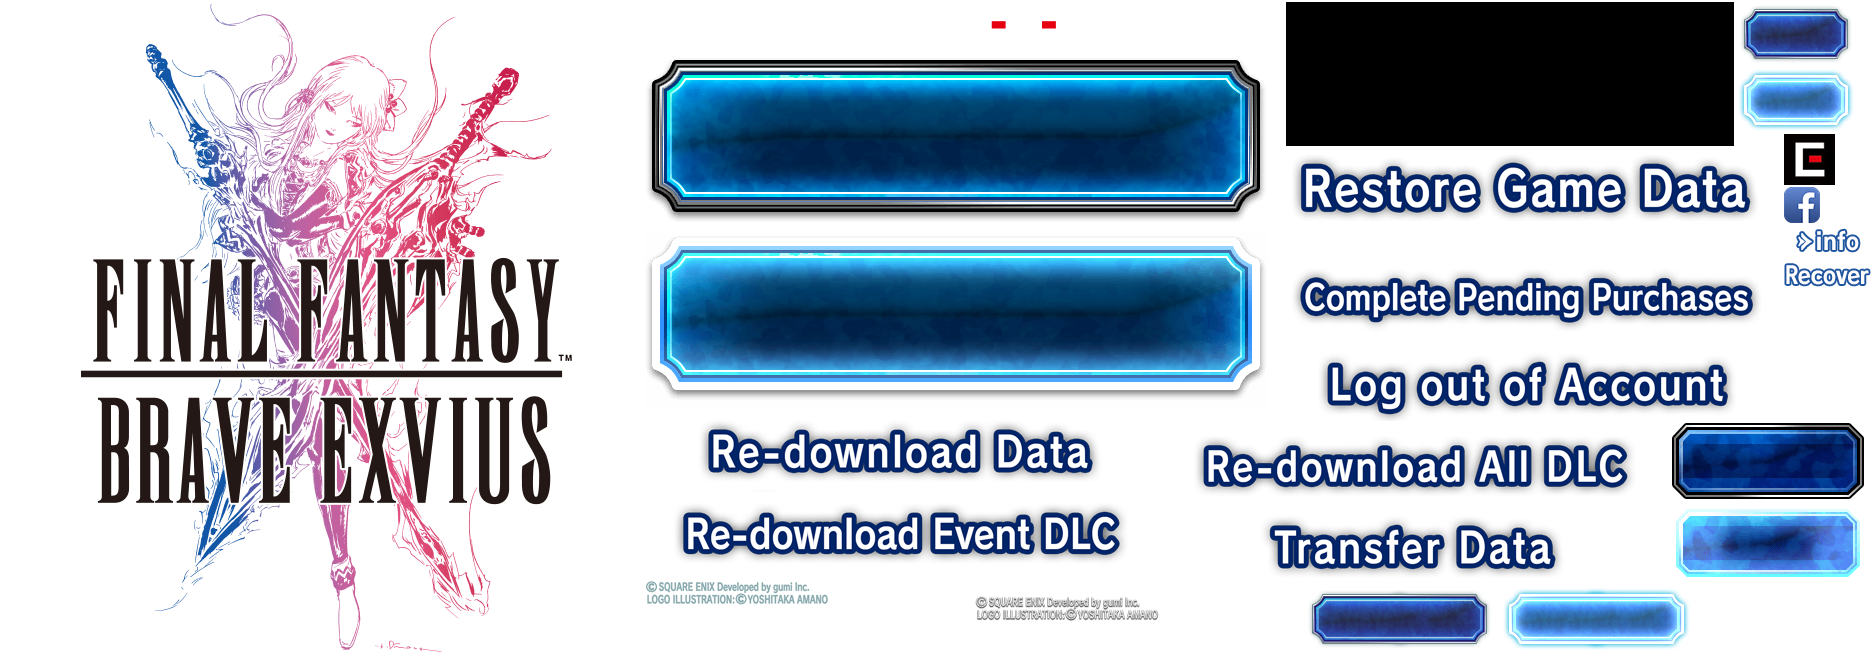 FINAL FANTASY™
BRAVE EXVIUS
Re-download Data
Re-download Event DLC
© SQUARE ENIX Developed by gumi Inc.
LOGO ILLUSTRATION:© YOSHITAKA AMANO
© SQUARE ENIX Developed by gumi Inc.
LOGO ILLUSTRATION:© YOSHITAKA AMANO
Restore Game Data
Complete Pending Purchases
Log out of Account
Re-download All DLC
Transfer Data
f
info
Recover